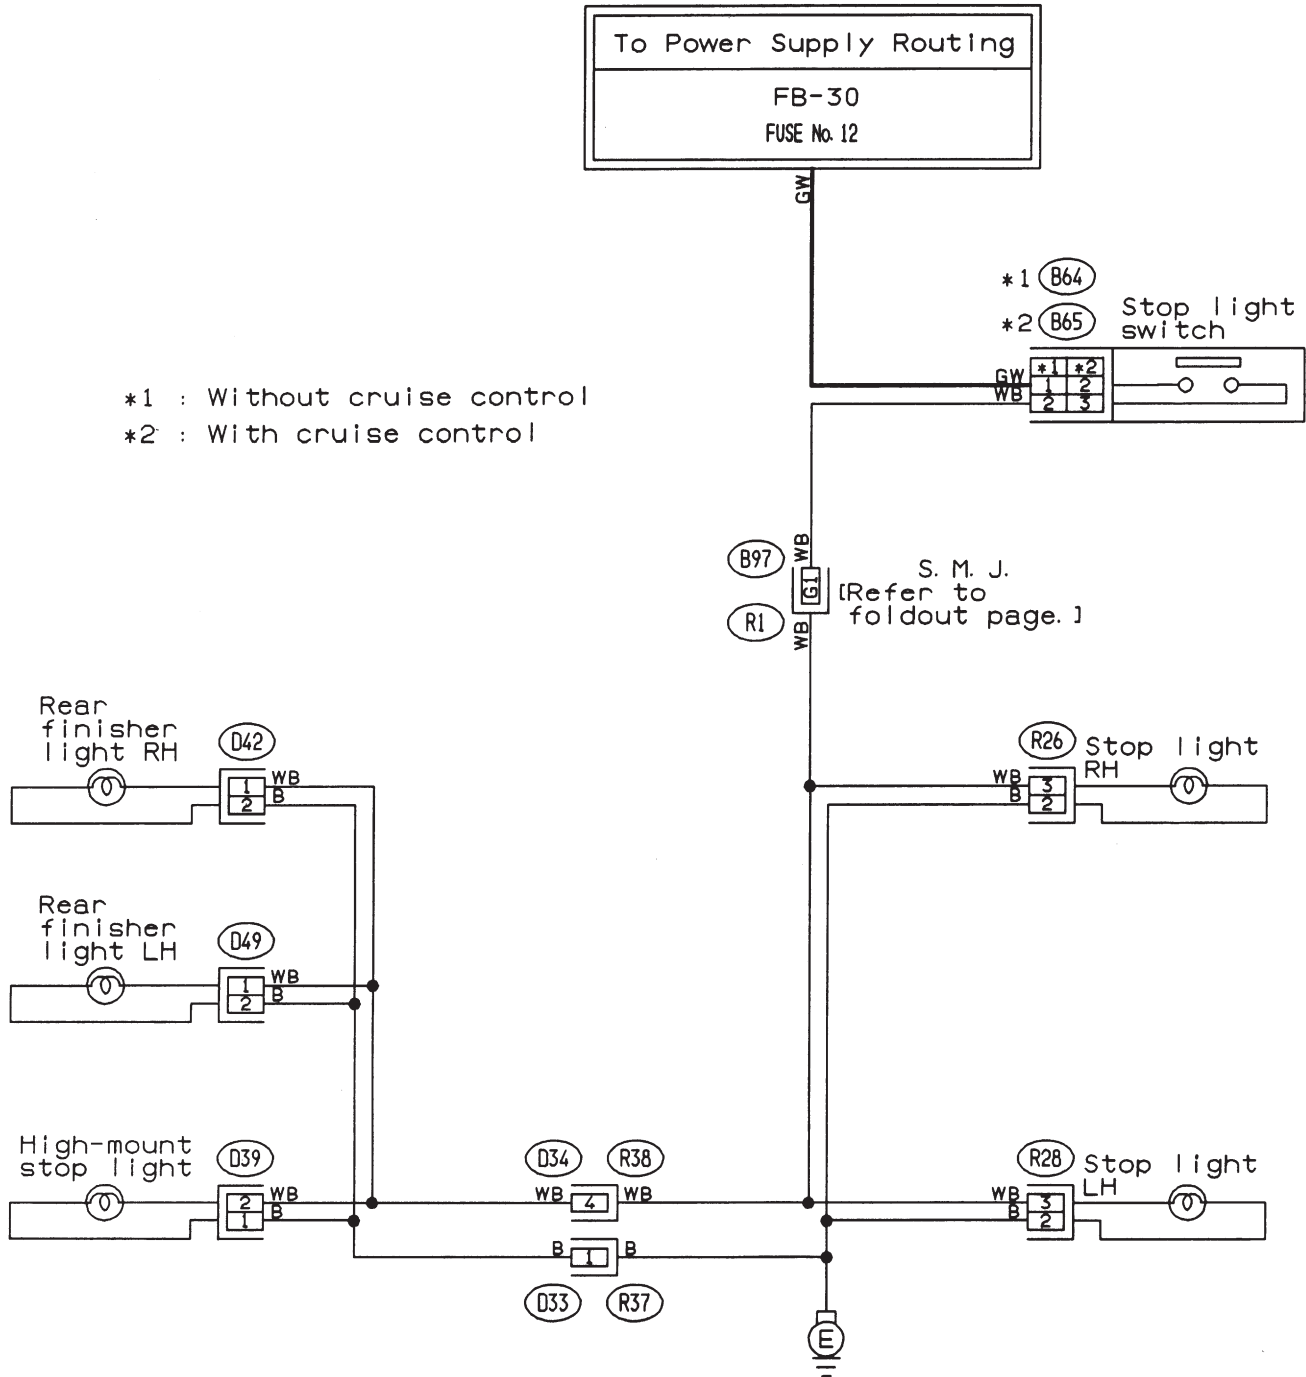 To Power Supply Routing
FB-30
FUSE No. 12
GW
*1 B64
*2 B65
Stop light
switch
*1 *2
GW 1 2
WB 2 3
*1 : Without cruise control
*2 : With cruise control
WB
B97
G1
R1
WB
S. M. J.
[Refer to
foldout page.]
Rear
finisher
light RH
D42
1 WB
2 B
R26
Stop light
RH
WB 3
B 2
Rear
finisher
light LH
D49
1 WB
2 B
High-mount
stop light
D39
2 WB
1 B
D34 R38
WB 4 WB
B 1 B
D33 R37
R28
Stop light
LH
WB 3
B 2
E